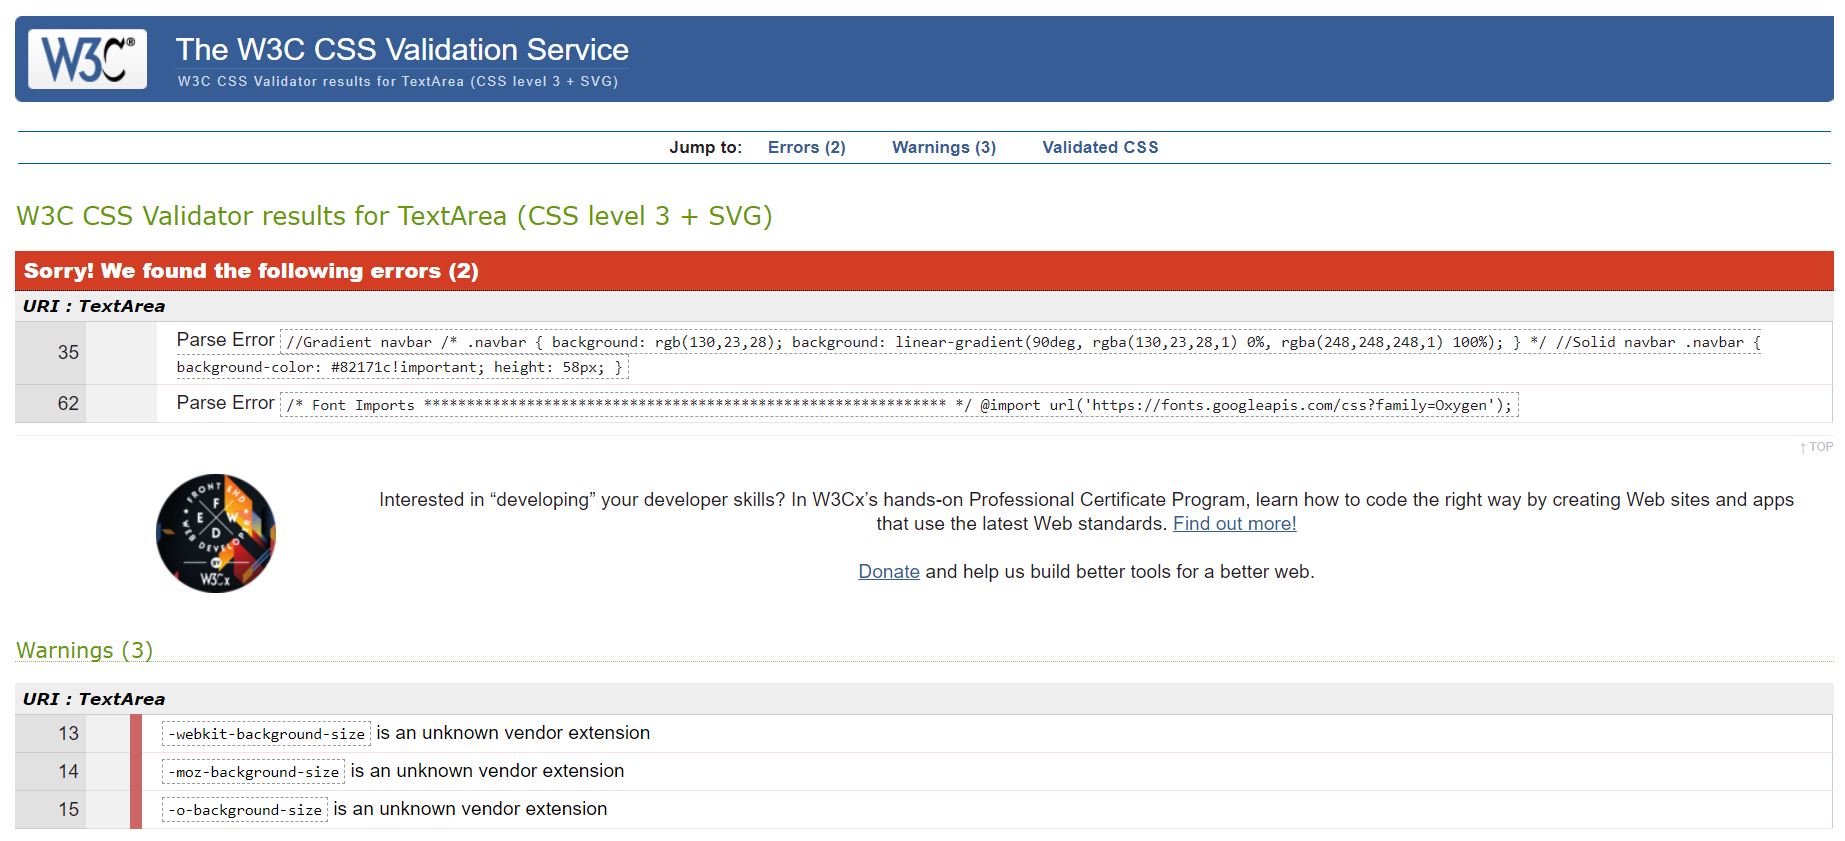 W3C®
The W3C CSS Validation Service
W3C CSS Validator results for TextArea (CSS level 3 + SVG)
Jump to: Errors (2) Warnings (3) Validated CSS
W3C CSS Validator results for TextArea (CSS level 3 + SVG)
Sorry! We found the following errors (2)
URI : TextArea
35 Parse Error //Gradient navbar /* .navbar { background: rgb(130,23,28); background: linear-gradient(90deg, rgba(130,23,28,1) 0%, rgba(248,248,248,1) 100%); } */ //Solid navbar .navbar {
background-color: #82171c!important; height: 58px; }
62 Parse Error /* Font Imports ************************************************************* */ @import url('https://fonts.googleapis.com/css?family=Oxygen');
↑ TOP
FRONT END
F
E W
D
WEB DEVELOPER
BY
W3Cx
Interested in “developing” your developer skills? In W3Cx’s hands-on Professional Certificate Program, learn how to code the right way by creating Web sites and apps
that use the latest Web standards. Find out more!
Donate and help us build better tools for a better web.
Warnings (3)
URI : TextArea
13 -webkit-background-size is an unknown vendor extension
14 -moz-background-size is an unknown vendor extension
15 -o-background-size is an unknown vendor extension